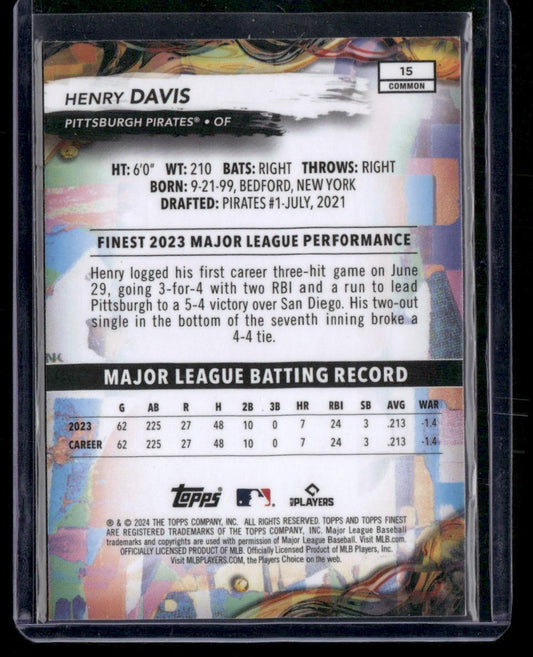 15
COMMON
HENRY DAVIS
PITTSBURGH PIRATES® • OF
HT: 6'0" WT: 210 BATS: RIGHT THROWS: RIGHT
BORN: 9-21-99, BEDFORD, NEW YORK
DRAFTED: PIRATES #1-JULY, 2021
FINEST 2023 MAJOR LEAGUE PERFORMANCE
Henry logged his first career three-hit game on June
29, going 3-for-4 with two RBI and a run to lead
Pittsburgh to a 5-4 victory over San Diego. His two-out
single in the bottom of the seventh inning broke a
4-4 tie.
MAJOR LEAGUE BATTING RECORD
G AB R H 2B 3B HR RBI SB AVG WAR
2023 62 225 27 48 10 0 7 24 3 .213 -1.4
CAREER 62 225 27 48 10 0 7 24 3 .213 -1.4
Topps PLAYERS
® & © 2024 THE TOPPS COMPANY, INC. ALL RIGHTS RESERVED. TOPPS AND TOPPS FINEST
ARE REGISTERED TRADEMARKS OF THE TOPPS COMPANY, INC. Major League Baseball
trademarks and copyrights are used with permission of Major League Baseball. Visit MLB.com.
OFFICIALLY LICENSED PRODUCT OF MLB. Officially Licensed Product of MLB Players, Inc.
Visit MLBPLAYERS.COM, the Players Choice on the web.